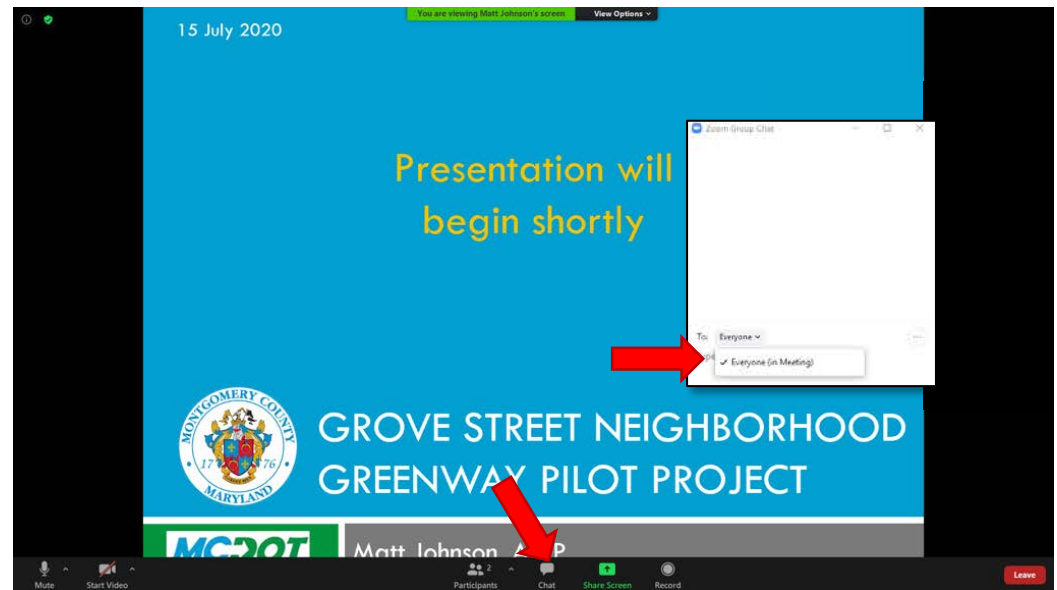 You are viewing Matt Johnson's screen View Options
15 July 2020
Zoom Group Chat
Presentation will
begin shortly
To: Everyone
Everyone (in Meeting)
MONTGOMERY COUNTY
17 76
MARYLAND
GROVE STREET NEIGHBORHOOD
GREENWAY PILOT PROJECT
MCDOT
Matt Johnson,
Mute Start Video Participants 2 Chat Share Screen Record Leave